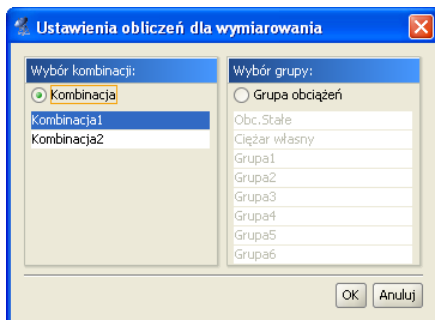 Ustawienia obliczeń dla wymiarowania
Wybór kombinacji:
Kombinacja
Kombinacja1
Kombinacja2
Wybór grupy:
Grupa obciążeń
Obc.Stałe
Ciężar własny
Grupa1
Grupa2
Grupa3
Grupa4
Grupa5
Grupa6
OK
Anuluj